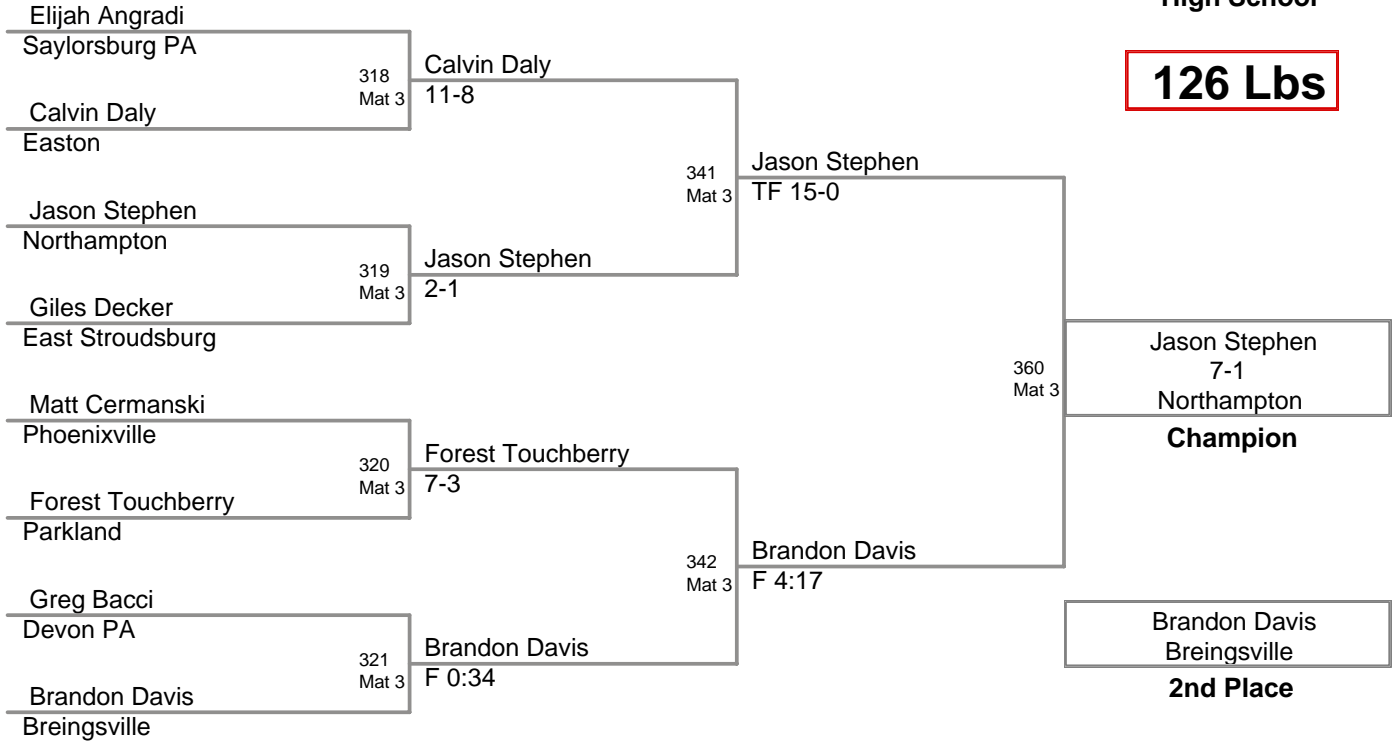 High School
126 Lbs
Elijah Angradi
Saylorsburg PA
318
Mat 3
Calvin Daly
11-8
Calvin Daly
Easton
341
Mat 3
Jason Stephen
TF 15-0
Jason Stephen
Northampton
319
Mat 3
Jason Stephen
2-1
Giles Decker
East Stroudsburg
360
Mat 3
Jason Stephen
7-1
Northampton
Champion
Matt Cermanski
Phoenixville
320
Mat 3
Forest Touchberry
7-3
Forest Touchberry
Parkland
342
Mat 3
Brandon Davis
F 4:17
Greg Bacci
Devon PA
321
Mat 3
Brandon Davis
F 0:34
Brandon Davis
Breingsville
Brandon Davis
Breingsville
2nd Place